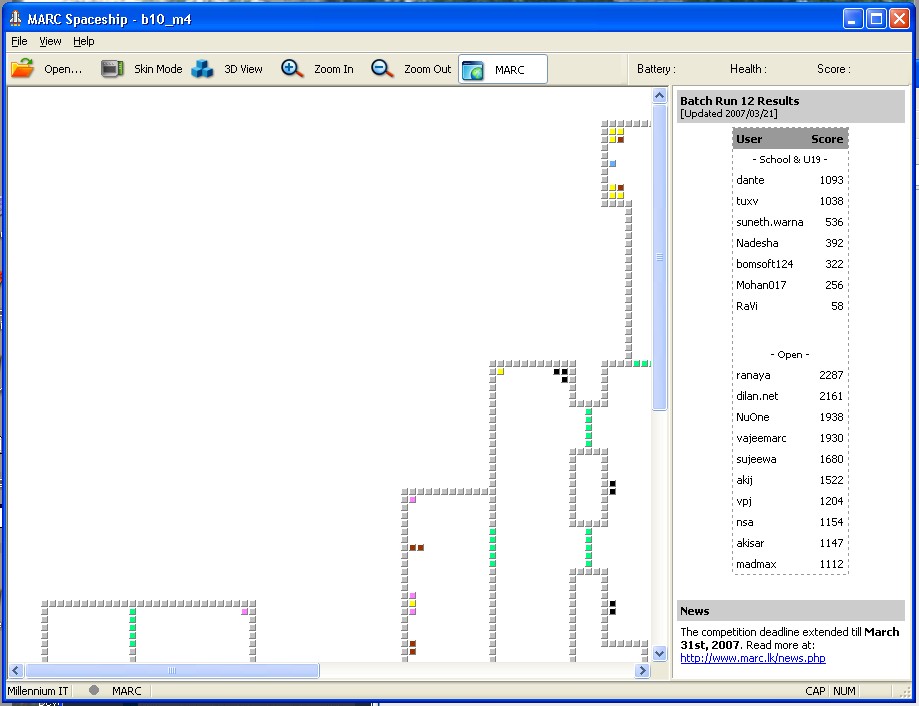 MARC Spaceship - b10_m4
File View Help
Open... Skin Mode 3D View Zoom In Zoom Out MARC Battery : Health : Score :
Batch Run 12 Results
[Updated 2007/03/21]
User Score
- School & U19 -
dante 1093
tuxv 1038
suneth.warna 536
Nadesha 392
bomsoft124 322
Mohan017 256
RaVi 58
- Open -
ranaya 2287
dilan.net 2161
NuOne 1938
vajeemarc 1930
sujeewa 1680
akij 1522
vpj 1204
nsa 1154
akisar 1147
madmax 1112
News
The competition deadline extended till March
31st, 2007. Read more at:
http://www.marc.lk/news.php
Millennium IT MARC CAP NUM